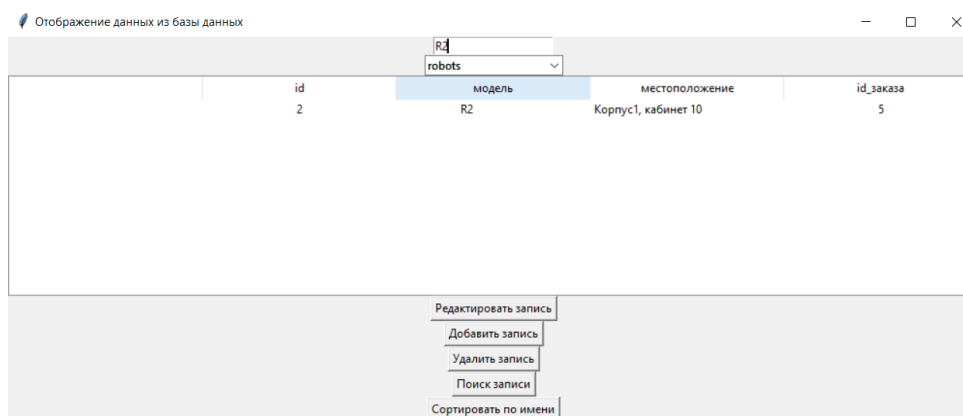 Отображение данных из базы данных
R2
robots
id модель местоположение id_заказа
2 R2 Корпус1, кабинет 10 5
Редактировать запись
Добавить запись
Удалить запись
Поиск записи
Сортировать по имени